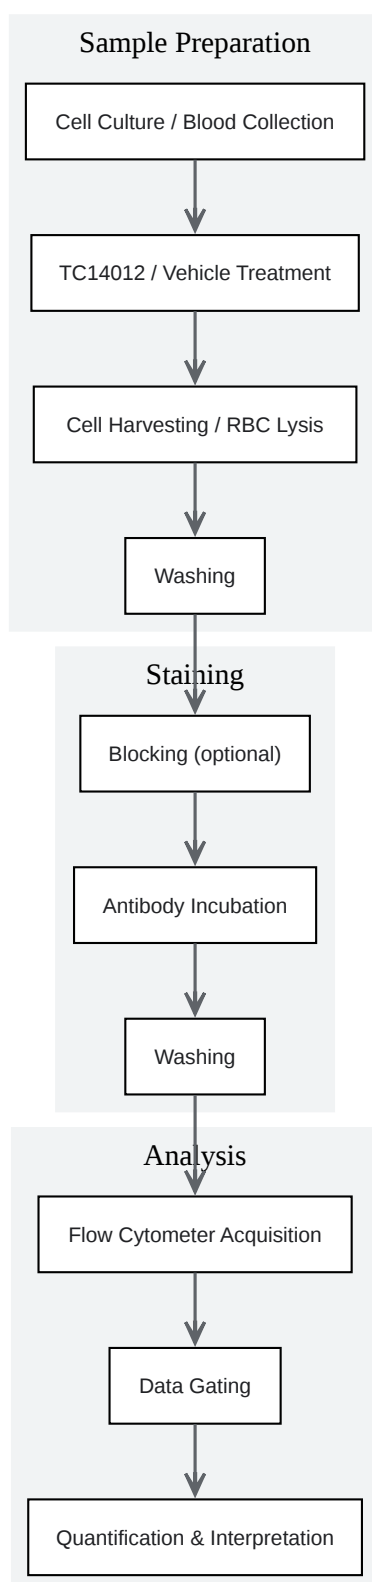 Sample Preparation
Cell Culture / Blood Collection
TC14012 / Vehicle Treatment
Cell Harvesting / RBC Lysis
Washing
Staining
Blocking (optional)
Antibody Incubation
Washing
Analysis
Flow Cytometer Acquisition
Data Gating
Quantification & Interpretation